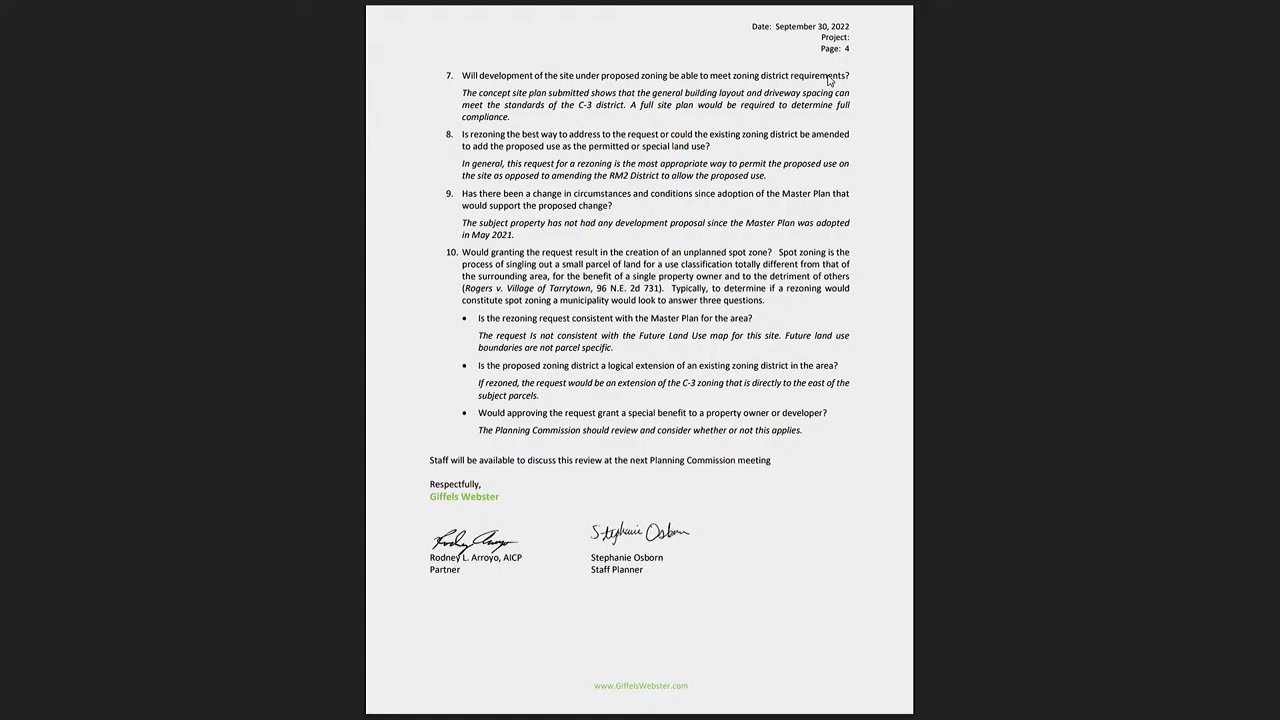 Date: September 30, 2022
Project:
Page: 4
7. Will development of the site under proposed zoning be able to meet zoning district requirements?
The concept site plan submitted shows that the general building layout and driveway spacing can
meet the standards of the C-3 district. A full site plan would be required to determine full
compliance.
8. Is rezoning the best way to address to the request or could the existing zoning district be amended
to add the proposed use as the permitted or special land use?
In general, this request for a rezoning is the most appropriate way to permit the proposed use on
the site as opposed to amending the RM2 District to allow the proposed use.
9. Has there been a change in circumstances and conditions since adoption of the Master Plan that
would support the proposed change?
The subject property has not had any development proposal since the Master Plan was adopted
in May 2021.
10. Would granting the request result in the creation of an unplanned spot zone? Spot zoning is the
process of singling out a small parcel of land for a use classification totally different from that of
the surrounding area, for the benefit of a single property owner and to the detriment of others
(Rogers v. Village of Tarrytown, 96 N.E. 2d 731). Typically, to determine if a rezoning would
constitute spot zoning a municipality would look to answer three questions.
• Is the rezoning request consistent with the Master Plan for the area?
The request Is not consistent with the Future Land Use map for this site. Future land use
boundaries are not parcel specific.
• Is the proposed zoning district a logical extension of an existing zoning district in the area?
If rezoned, the request would be an extension of the C-3 zoning that is directly to the east of the
subject parcels.
• Would approving the request grant a special benefit to a property owner or developer?
The Planning Commission should review and consider whether or not this applies.
Staff will be available to discuss this review at the next Planning Commission meeting
Respectfully,
Giffels Webster
Rodney Arroyo
Stephanie Osborn
Rodney L. Arroyo, AICP
Stephanie Osborn
Partner
Staff Planner
www.GiffelsWebster.com